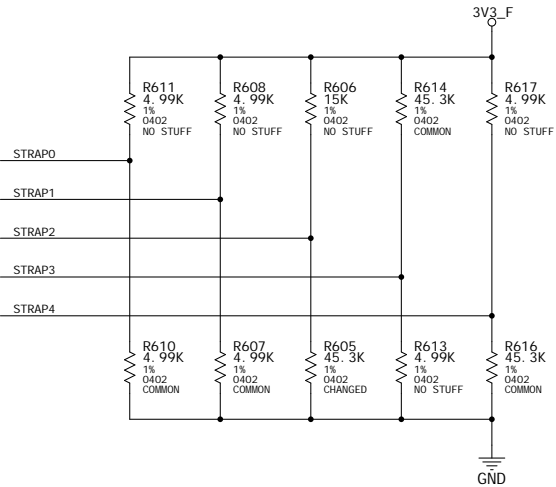 3V3_F
R611
4.99K
1%
0402
NO STUFF
R608
4.99K
1%
0402
NO STUFF
R606
15K
1%
0402
NO STUFF
R614
45.3K
1%
0402
COMMON
R617
4.99K
1%
0402
NO STUFF
STRAP0
STRAP1
STRAP2
STRAP3
STRAP4
R610
4.99K
1%
0402
COMMON
R607
4.99K
1%
0402
COMMON
R605
45.3K
1%
0402
CHANGED
R613
4.99K
1%
0402
NO STUFF
R616
45.3K
1%
0402
COMMON
GND